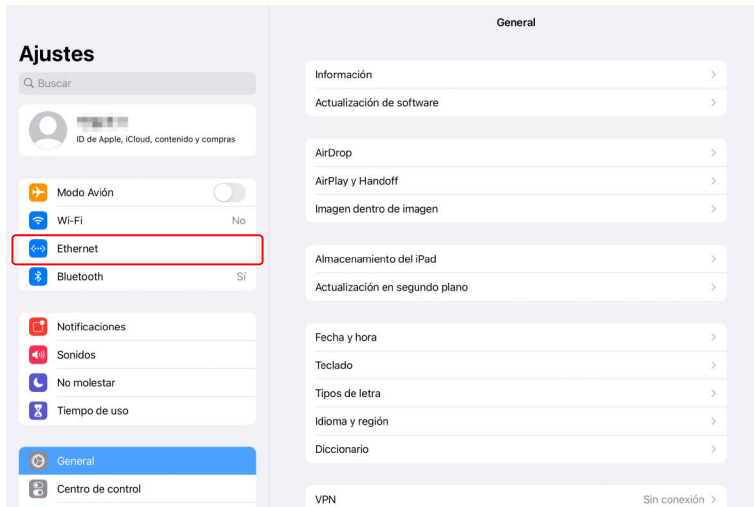 General
Ajustes
Buscar
ID de Apple, iCloud, contenido y compras
Modo Avión
Wi-Fi No
Ethernet
Bluetooth Sí
Notificaciones
Sonidos
No molestar
Tiempo de uso
General
Centro de control
Información
Actualización de software
AirDrop
AirPlay y Handoff
Imagen dentro de imagen
Almacenamiento del iPad
Actualización en segundo plano
Fecha y hora
Teclado
Tipos de letra
Idioma y región
Diccionario
VPN Sin conexión